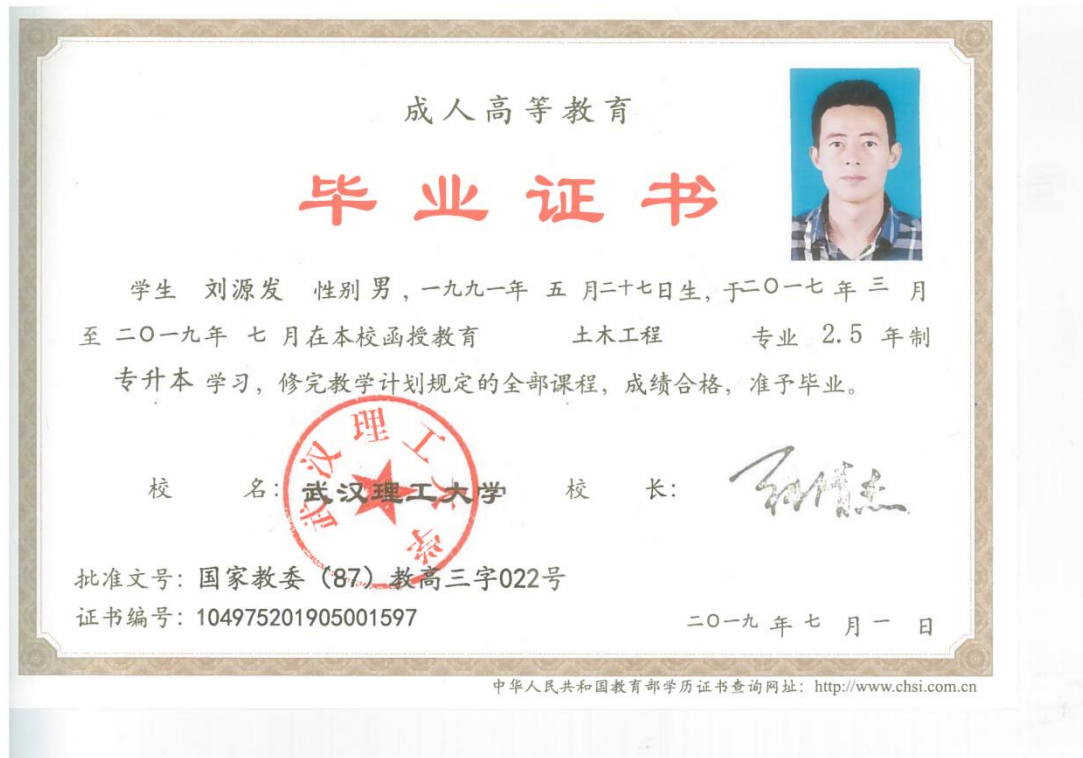 成人高等教育
毕业证书
学生 刘源发 性别 男，一九九一年 五 月二十七日生，于二〇一七 年 三 月
至 二〇一九年 七 月在本校函授教育 土木工程 专业 2.5 年制
专升本 学习，修完教学计划规定的全部课程，成绩合格，准予毕业。
武汉理工大学
校 名：武汉理工大学 校 长：
批准文号：国家教委（87）教高三字022号
证书编号：104975201905001597
二〇一九 年 七 月 一 日
中华人民共和国教育部学历证书查询网址：http://www.chsi.com.cn